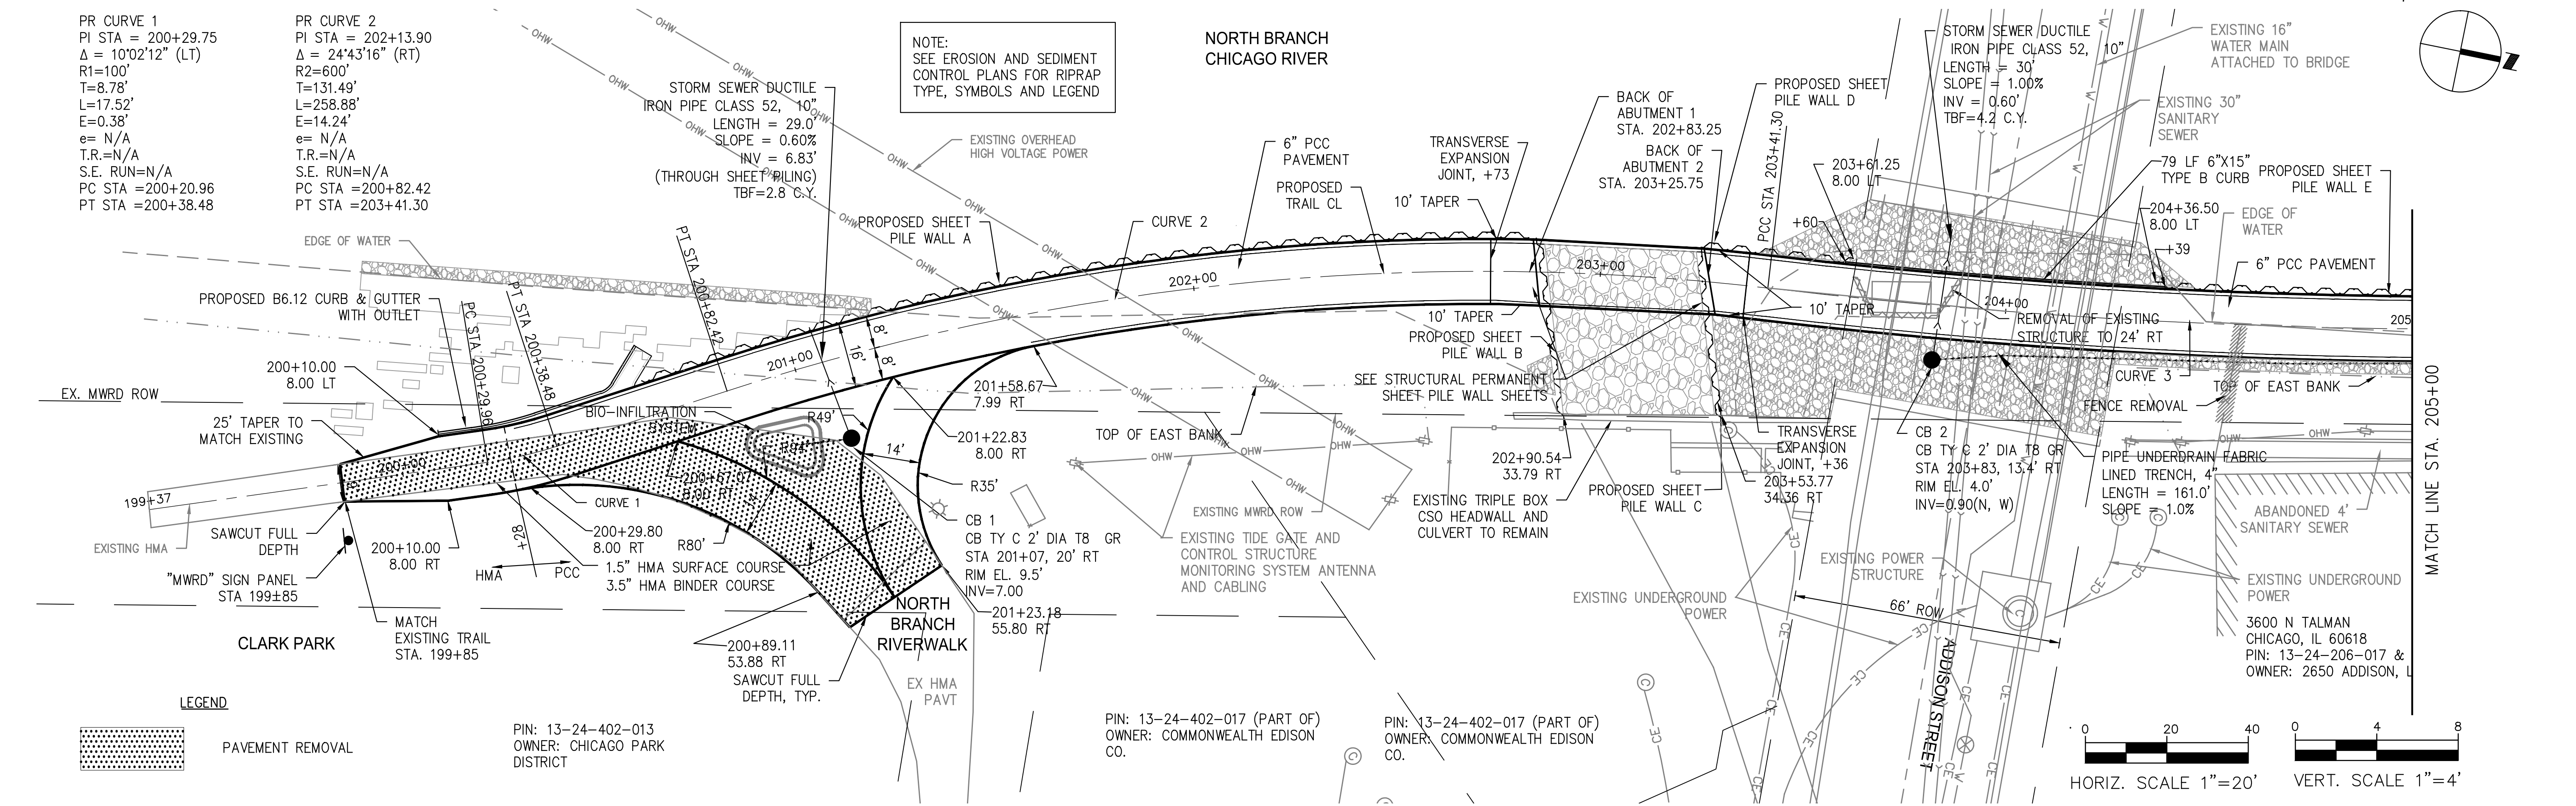 PR CURVE 1
PI STA = 200+29.75
Δ = 10°02'12" (LT)
R1=100'
T=8.78'
L=17.52'
E=0.38'
e= N/A
T.R.=N/A
S.E. RUN=N/A
PC STA =200+20.96
PT STA =200+38.48
PR CURVE 2
PI STA = 202+13.90
Δ = 24°43'16" (RT)
R2=600'
T=131.49'
L=258.88'
E=14.24'
e= N/A
T.R.=N/A
S.E. RUN=N/A
PC STA =200+82.42
PT STA =203+41.30
NOTE:
SEE EROSION AND SEDIMENT
CONTROL PLANS FOR RIPRAP
TYPE, SYMBOLS AND LEGEND
NORTH BRANCH
CHICAGO RIVER
STORM SEWER DUCTILE
IRON PIPE CLASS 52, 10"
LENGTH = 29.0'
SLOPE = 0.60%
INV = 6.83'
(THROUGH SHEET PILING)
TBF=2.8 C.Y.
EXISTING OVERHEAD
HIGH VOLTAGE POWER
PROPOSED SHEET
PILE WALL A
CURVE 2
6" PCC
PAVEMENT
PROPOSED
TRAIL CL
TRANSVERSE
EXPANSION
JOINT, +73
10' TAPER
BACK OF
ABUTMENT 1
STA. 202+83.25
BACK OF
ABUTMENT 2
STA. 203+25.75
PROPOSED SHEET
PILE WALL D
PCC STA 203+41.30
203+61.25
8.00 LT
+60
STORM SEWER DUCTILE
IRON PIPE CLASS 52, 10"
LENGTH = 30'
SLOPE = 1.00%
INV = 0.60'
TBF=4.2 C.Y.
EXISTING 16"
WATER MAIN
ATTACHED TO BRIDGE
EXISTING 30"
SANITARY
SEWER
79 LF 6"X15"
TYPE B CURB
PROPOSED SHEET
PILE WALL E
204+36.50
8.00 LT
+39
EDGE OF
WATER
6" PCC PAVEMENT
EDGE OF WATER
PROPOSED B6.12 CURB & GUTTER
WITH OUTLET
PC STA 200+29.96
PT STA 200+38.48
PT STA 200+82.42
200+10.00
8.00 LT
EX. MWRD ROW
25' TAPER TO
MATCH EXISTING
199+37
200+00
201+00
202+00
203+00
204+00
205
8'
8'
16'
EXISTING HMA
SAWCUT FULL
DEPTH
"MWRD" SIGN PANEL
STA 199±85
200+10.00
8.00 RT
+28
HMA
PCC
CURVE 1
BIO-INFILTRATION
SYSTEM
200+67.07
8.00 RT
200+29.80
8.00 RT
R80'
R49'
14'
R35'
1.5" HMA SURFACE COURSE
3.5" HMA BINDER COURSE
201+58.67
7.99 RT
201+22.83
8.00 RT
CB 1
CB TY C 2' DIA T8 GR
STA 201+07, 20' RT
RIM EL. 9.5'
INV=7.00
201+23.18
55.80 RT
NORTH
BRANCH
RIVERWALK
200+89.11
53.88 RT
SAWCUT FULL
DEPTH, TYP.
EX HMA
PAVT
MATCH
EXISTING TRAIL
STA. 199+85
CLARK PARK
TOP OF EAST BANK
EXISTING MWRD ROW
EXISTING TIDE GATE AND
CONTROL STRUCTURE
MONITORING SYSTEM ANTENNA
AND CABLING
10' TAPER
PROPOSED SHEET
PILE WALL B
SEE STRUCTURAL PERMANENT
SHEET PILE WALL SHEETS
202+90.54
33.79 RT
EXISTING TRIPLE BOX
CSO HEADWALL AND
CULVERT TO REMAIN
PROPOSED SHEET
PILE WALL C
10' TAPER
TRANSVERSE
EXPANSION
JOINT, +36
203+53.77
34.36 RT
REMOVAL OF EXISTING
STRUCTURE TO 24' RT
CURVE 3
TOP OF EAST BANK
FENCE REMOVAL
CB 2
CB TY C 2' DIA T8 GR
STA 203+83, 13.4' RT
RIM EL. 4.0'
INV=0.90(N, W)
PIPE UNDERDRAIN FABRIC
LINED TRENCH, 4"
LENGTH = 161.0'
SLOPE = 1.0%
ABANDONED 4'
SANITARY SEWER
EXISTING POWER
STRUCTURE
EXISTING UNDERGROUND
POWER
EXISTING UNDERGROUND
POWER
66' ROW
ADDISON STREET
3600 N TALMAN
CHICAGO, IL 60618
PIN: 13-24-206-017 &
OWNER: 2650 ADDISON, L
MATCH LINE STA. 205+00
LEGEND
PAVEMENT REMOVAL
PIN: 13-24-402-013
OWNER: CHICAGO PARK
DISTRICT
PIN: 13-24-402-017 (PART OF)
OWNER: COMMONWEALTH EDISON
CO.
PIN: 13-24-402-017 (PART OF)
OWNER: COMMONWEALTH EDISON
CO.
0 20 40
HORIZ. SCALE 1"=20'
0 4 8
VERT. SCALE 1"=4'